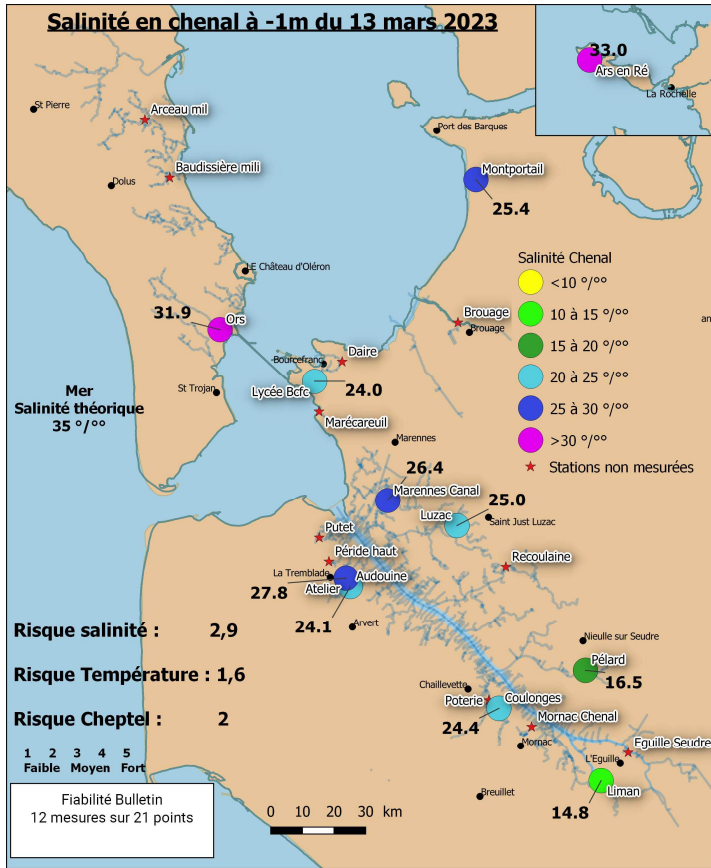 Salinité en chenal à -1m du 13 mars 2023
33.0
Ars en Ré
La Rochelle
St Pierre
Arceau mil
Port des Barques
Baudissière mili
Dolus
Montportail
25.4
LE Château d'Oléron
Salinité Chenal
<10 °/°°
10 à 15 °/°°
15 à 20 °/°°
20 à 25 °/°°
25 à 30 °/°°
>30 °/°°
Stations non mesurées
31.9
Ors
Brouage
Brouage
an
Daire
Bourcefranc
Lycée Bcfc
24.0
St Trojan
Mer
Salinité théorique
35 °/°°
Marécareuil
Marennes
26.4
Marennes Canal
25.0
Luzac
Saint Just Luzac
Putet
Péride haut
Recoulaine
La Tremblade
Audouine
27.8
Atelier
24.1
Arvert
Risque salinité : 2,9
Nieulle sur Seudre
Pélard
16.5
Risque Température : 1,6
Chaillevette
Poterie
Coulonges
24.4
Mornac Chenal
Risque Cheptel : 2
Mornac
Eguille Seudre
L'Eguille
1 2 3 4 5
Faible Moyen Fort
Liman
14.8
Breuillet
Fiabilité Bulletin
12 mesures sur 21 points
0 10 20 30 km